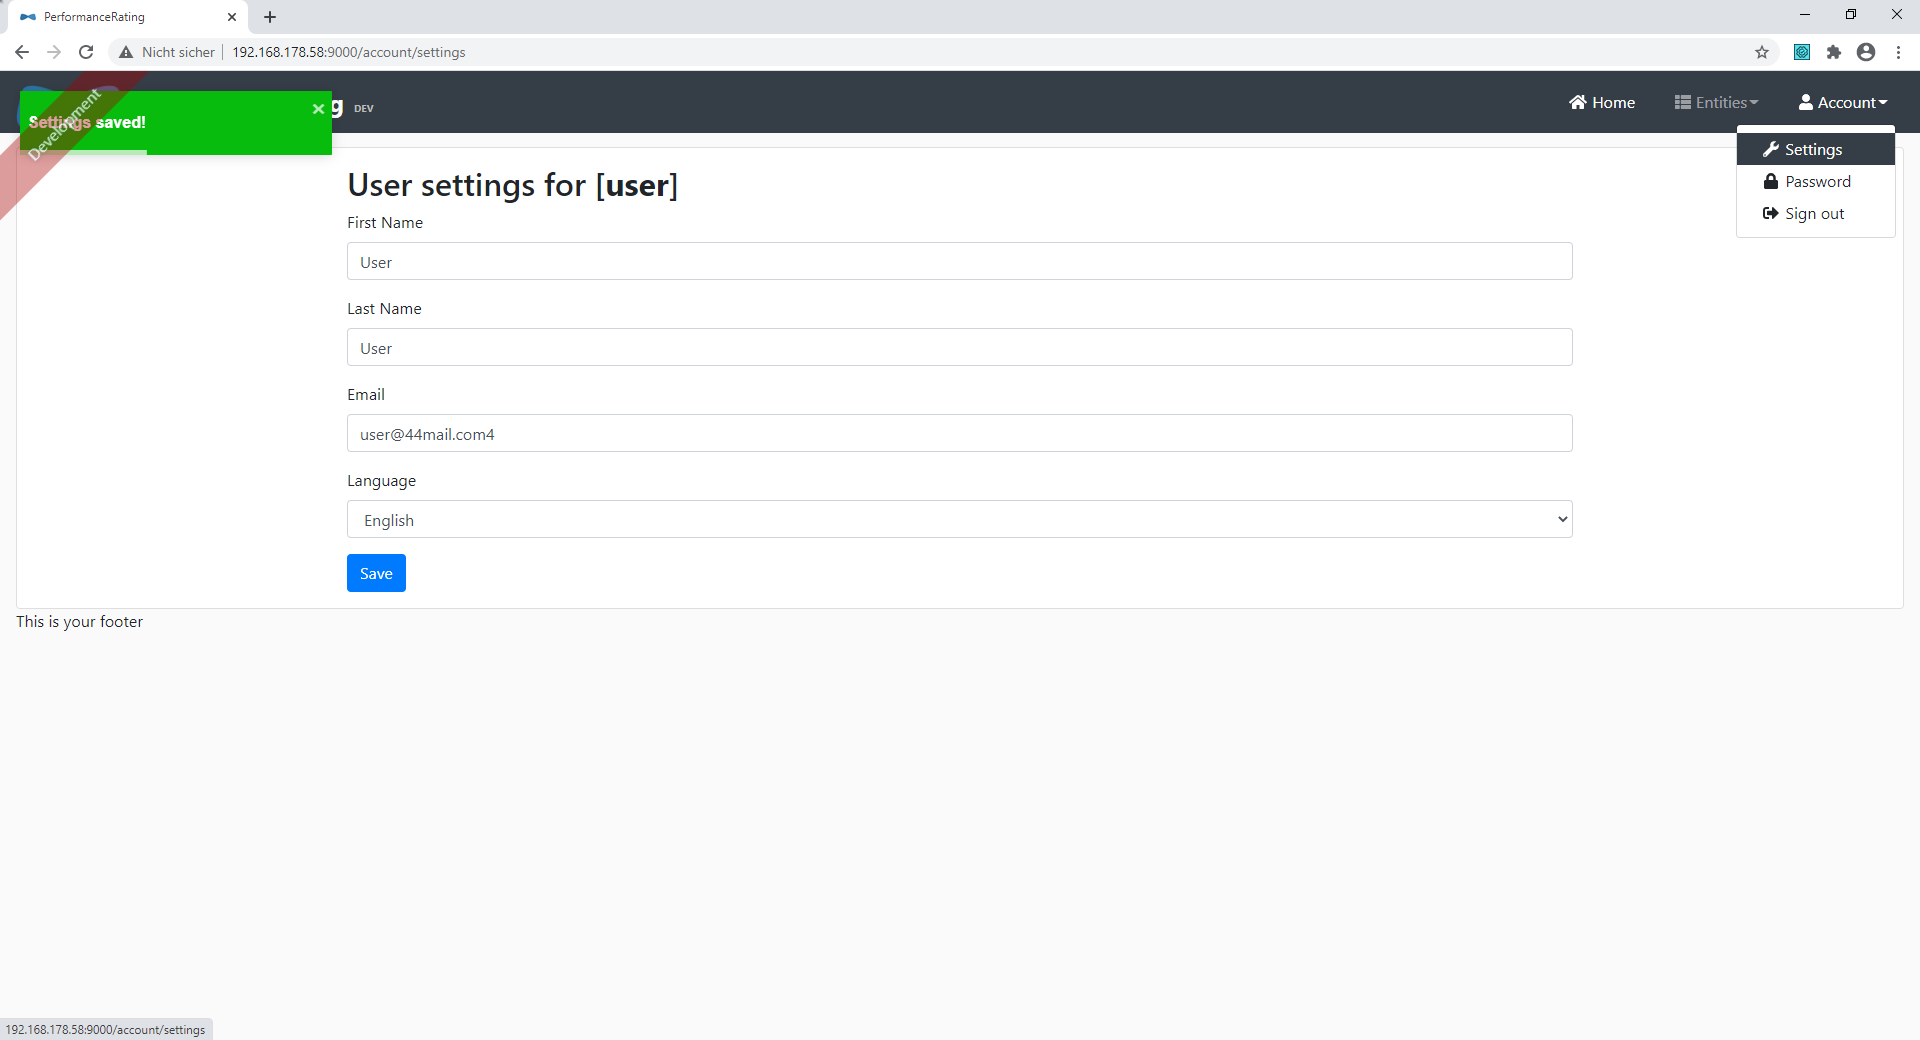 PerformanceRating
Nicht sicher
192.168.178.58:9000/account/settings
Development
Settings saved!
g DEV
Home
Entities
Account
Settings
Password
Sign out
User settings for [user]
First Name
User
Last Name
User
Email
user@44mail.com4
Language
English
Save
This is your footer
192.168.178.58:9000/account/settings